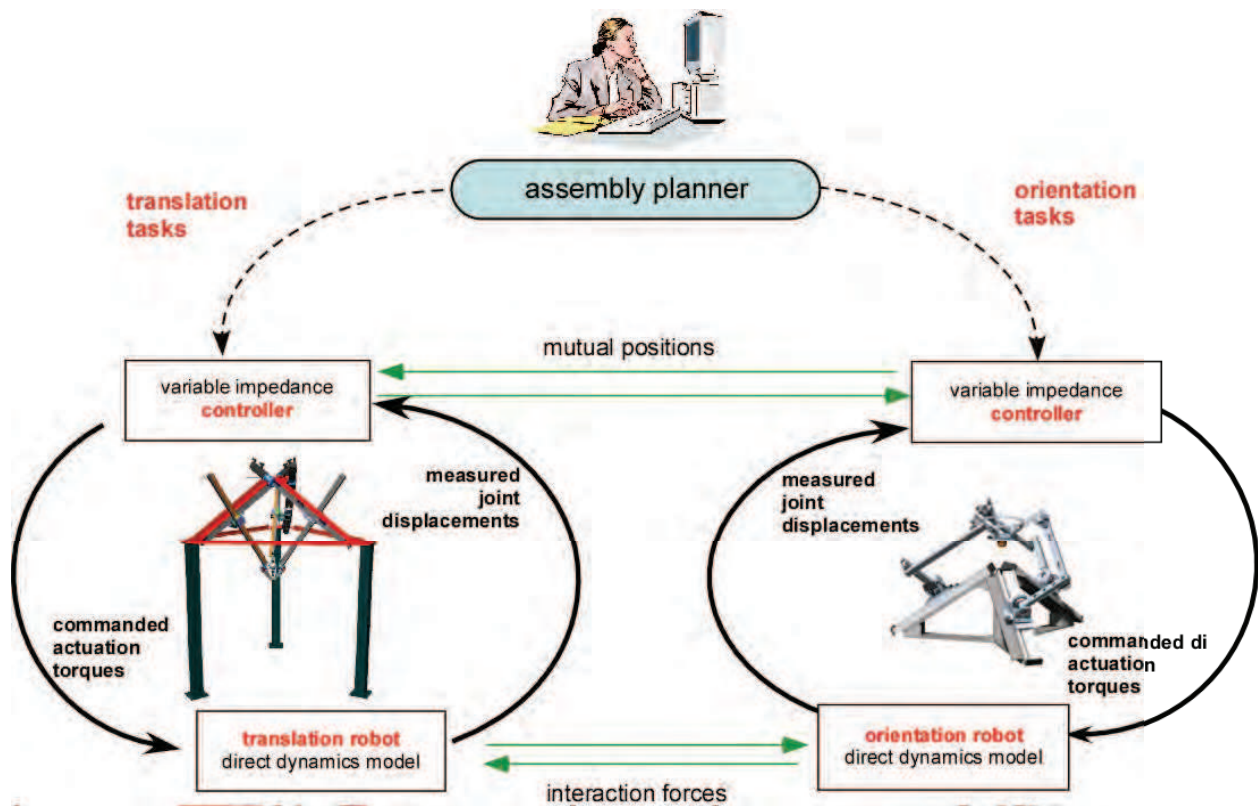 assembly planner
translation
tasks
orientation
tasks
mutual positions
variable impedance
controller
variable impedance
controller
measured
joint
displacements
measured
joint
displacements
commanded
actuation
torques
commanded di
actuation
torques
translation robot
direct dynamics model
orientation robot
direct dynamics model
interaction forces